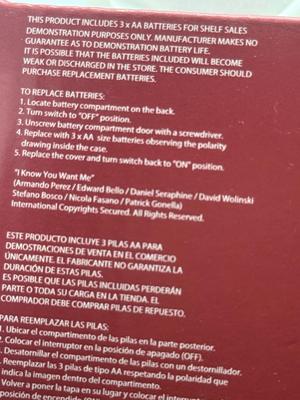 THIS PRODUCT INCLUDES 3 x AA BATTERIES FOR SHELF SALES
DEMONSTRATION PURPOSES ONLY. MANUFACTURER MAKES NO
GUARANTEE AS TO DEMONSTRATION BATTERY LIFE.
IT IS POSSIBLE THAT THE BATTERIES INCLUDED WILL BECOME
WEAK OR DISCHARGED IN THE STORE. THE CONSUMER SHOULD
PURCHASE REPLACEMENT BATTERIES.
TO REPLACE BATTERIES:
1. Locate battery compartment on the back.
2. Turn switch to "OFF" position.
3. Unscrew battery compartment door with a screwdriver.
4. Replace with 3 x AA size batteries observing the polarity
drawing inside the case.
5. Replace the cover and turn switch back to "ON" position.
"I Know You Want Me"
(Armando Perez / Edward Bello / Daniel Seraphine / David Wolinski
Stefano Bosco / Nicola Fasano / Patrick Gonella)
International Copyrights Secured. All Rights Reserved.
ESTE PRODUCTO INCLUYE 3 PILAS AA PARA
DEMOSTRACIONES DE VENTA EN EL COMERCIO
ÚNICAMENTE. EL FABRICANTE NO GARANTIZA LA
DURACIÓN DE ESTAS PILAS.
ES POSIBLE QUE LAS PILAS INCLUIDAS PERDERÁN
PARTE O TODA SU CARGA EN LA TIENDA. EL
COMPRADOR DEBE COMPRAR PILAS DE REPUESTO.
PARA REEMPLAZAR LAS PILAS:
1. Ubicar el compartimento de las pilas en la parte posterior.
2. Colocar el interruptor en la posición de apagado (OFF).
3. Desatornillar el compartimento de las pilas con un destornillador.
4. Reemplazar las 3 pilas de tipo AA respetando la polaridad que
indica la imagen dentro del compartimento.
Volver a poner la tapa en su lugar y colocar el interruptor
posición de encendido